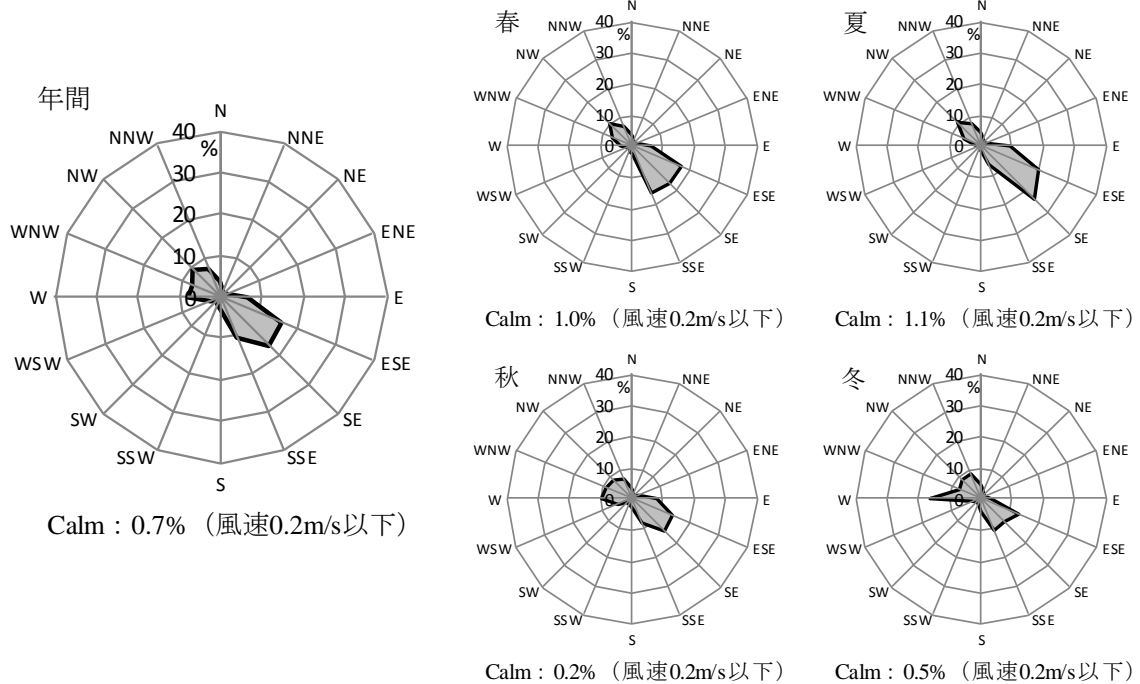 年間
N
NNE
NE
ENE
E
ESE
SE
SSE
S
SSW
SW
WSW
W
WNW
NW
NNW
40
%
30
20
10
0
Calm：0.7%（風速0.2m/s以下）
春
N
NNE
NE
ENE
E
ESE
SE
SSE
S
SSW
SW
WSW
W
WNW
NW
NNW
40
%
30
20
10
0
Calm：1.0%（風速0.2m/s以下）
夏
N
NNE
NE
ENE
E
ESE
SE
SSE
S
SSW
SW
WSW
W
WNW
NW
NNW
40
%
30
20
10
0
Calm：1.1%（風速0.2m/s以下）
秋
N
NNE
NE
ENE
E
ESE
SE
SSE
S
SSW
SW
WSW
W
WNW
NW
NNW
40
%
30
20
10
0
Calm：0.2%（風速0.2m/s以下）
冬
N
NNE
NE
ENE
E
ESE
SE
SSE
S
SSW
SW
WSW
W
WNW
NW
NNW
40
%
30
20
10
0
Calm：0.5%（風速0.2m/s以下）